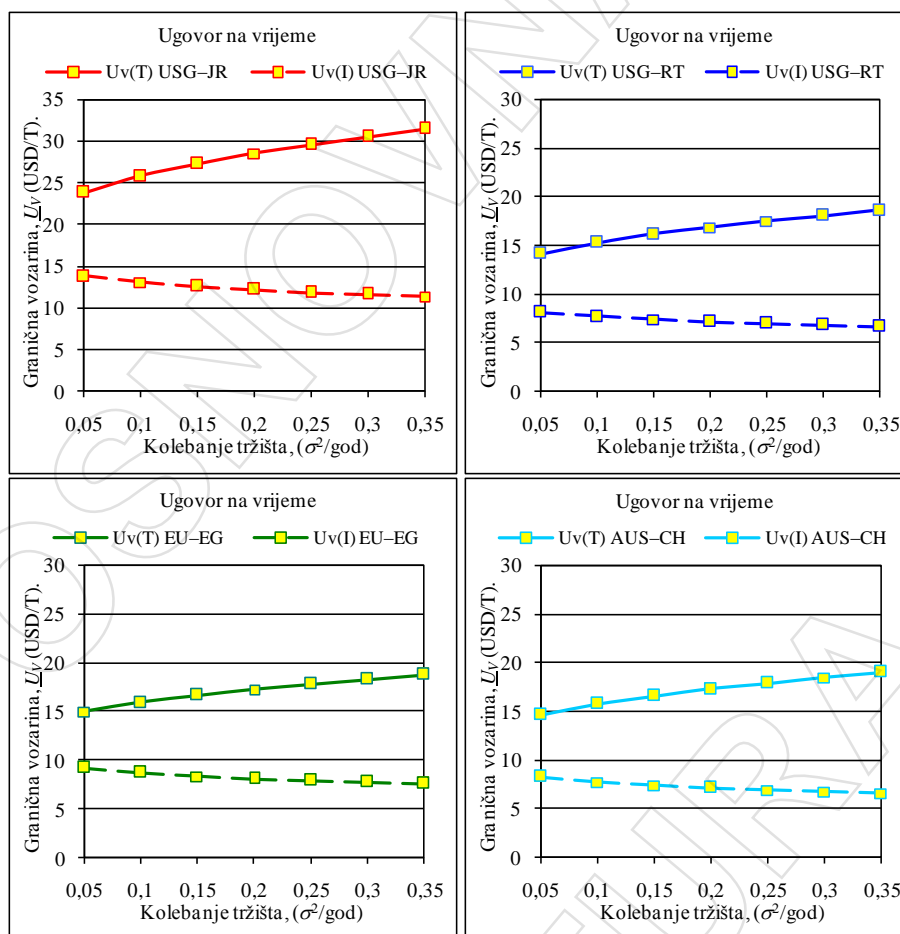 Ugovor na vrijeme
Uv(T) USG–JR Uv(I) USG–JR
35
30
25
20
15
10
5
0
Granična vozarina, U_V (USD/T).
0,05 0,1 0,15 0,2 0,25 0,3 0,35
Kolebanje tržišta, (σ²/god)
Ugovor na vrijeme
Uv(T) USG–RT Uv(I) USG–RT
30
25
20
15
10
5
0
Granična vozarina, U_V (USD/T).
0,05 0,1 0,15 0,2 0,25 0,3 0,35
Kolebanje tržišta, (σ²/god)
Ugovor na vrijeme
Uv(T) EU–EG Uv(I) EU–EG
30
25
20
15
10
5
0
Granična vozarina, U_V (USD/T).
0,05 0,1 0,15 0,2 0,25 0,3 0,35
Kolebanje tržišta, (σ²/god)
Ugovor na vrijeme
Uv(T) AUS–CH Uv(I) AUS–CH
30
25
20
15
10
5
0
Granična vozarina, U_V (USD/T).
0,05 0,1 0,15 0,2 0,25 0,3 0,35
Kolebanje tržišta, (σ²/god)